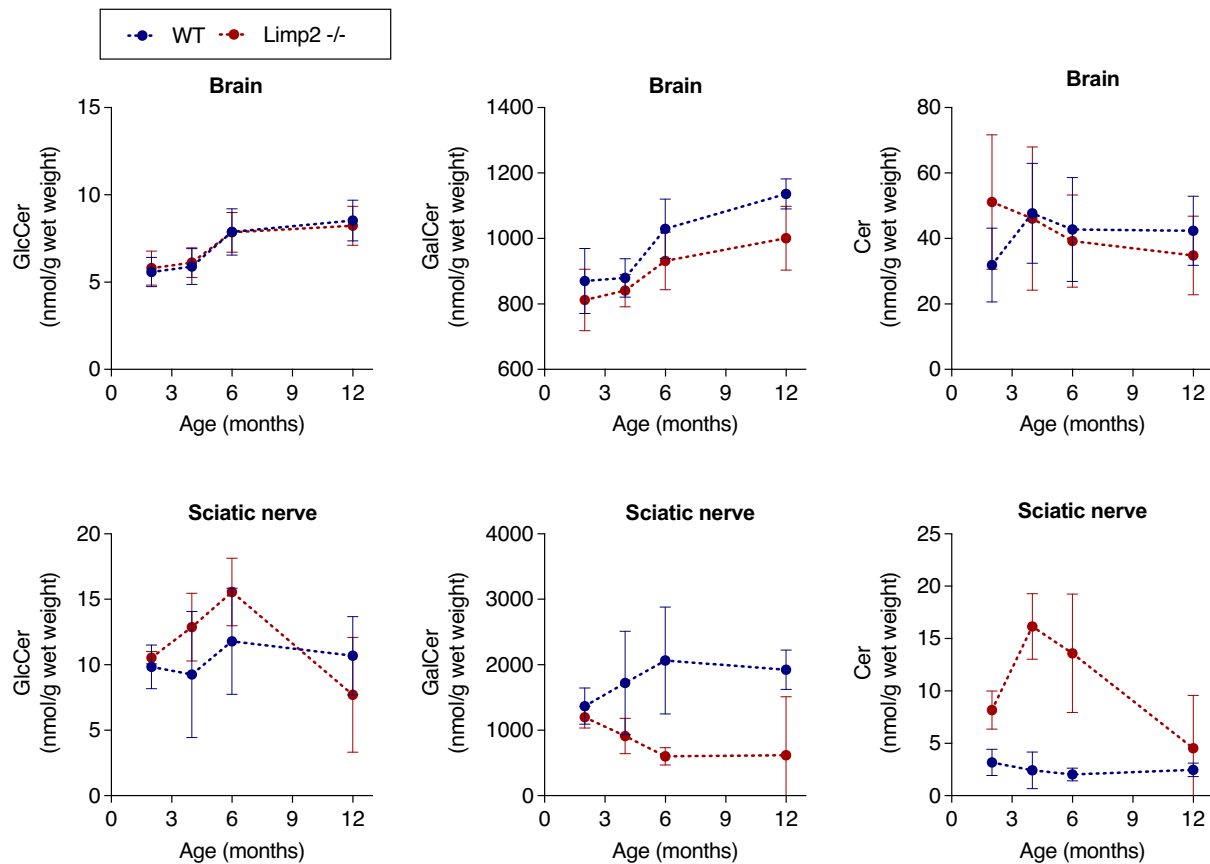 WT Limp2 -/-
Brain
GlcCer
(nmol/g wet weight)
15
10
5
0
0 3 6 9 12
Age (months)
Brain
GalCer
(nmol/g wet weight)
1400
1200
1000
800
600
0 3 6 9 12
Age (months)
Brain
Cer
(nmol/g wet weight)
80
60
40
20
0
0 3 6 9 12
Age (months)
Sciatic nerve
GlcCer
(nmol/g wet weight)
20
15
10
5
0
0 3 6 9 12
Age (months)
Sciatic nerve
GalCer
(nmol/g wet weight)
4000
3000
2000
1000
0
0 3 6 9 12
Age (months)
Sciatic nerve
Cer
(nmol/g wet weight)
25
20
15
10
5
0
0 3 6 9 12
Age (months)